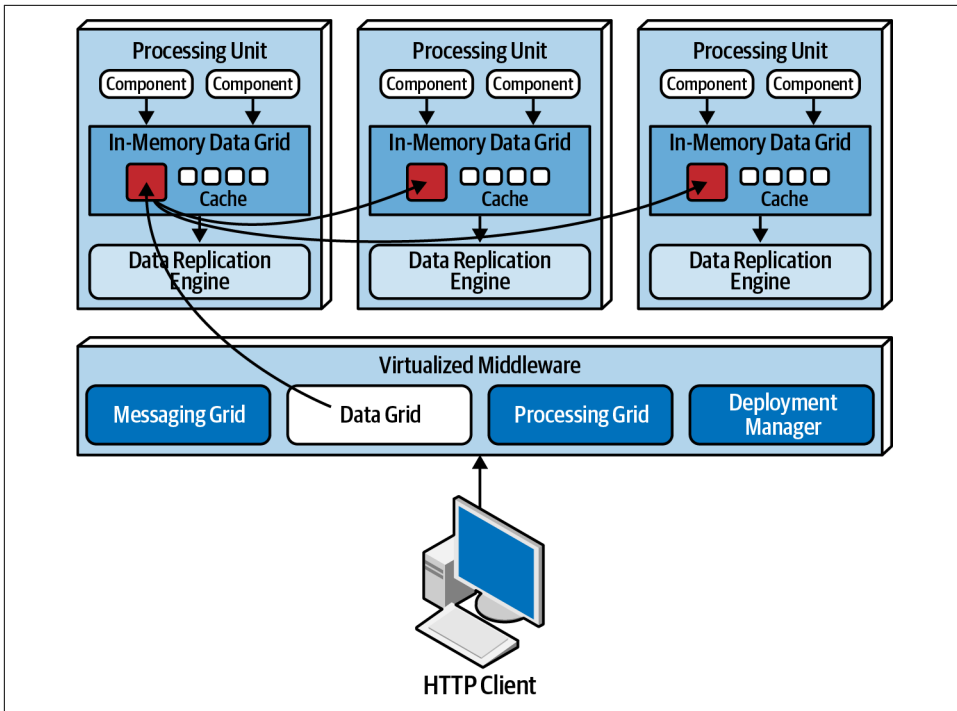 Processing Unit
Component Component
In-Memory Data Grid
Cache
Data Replication
Engine
Processing Unit
Component Component
In-Memory Data Grid
Cache
Data Replication
Engine
Processing Unit
Component Component
In-Memory Data Grid
Cache
Data Replication
Engine
Virtualized Middleware
Messaging Grid
Data Grid
Processing Grid
Deployment
Manager
HTTP Client